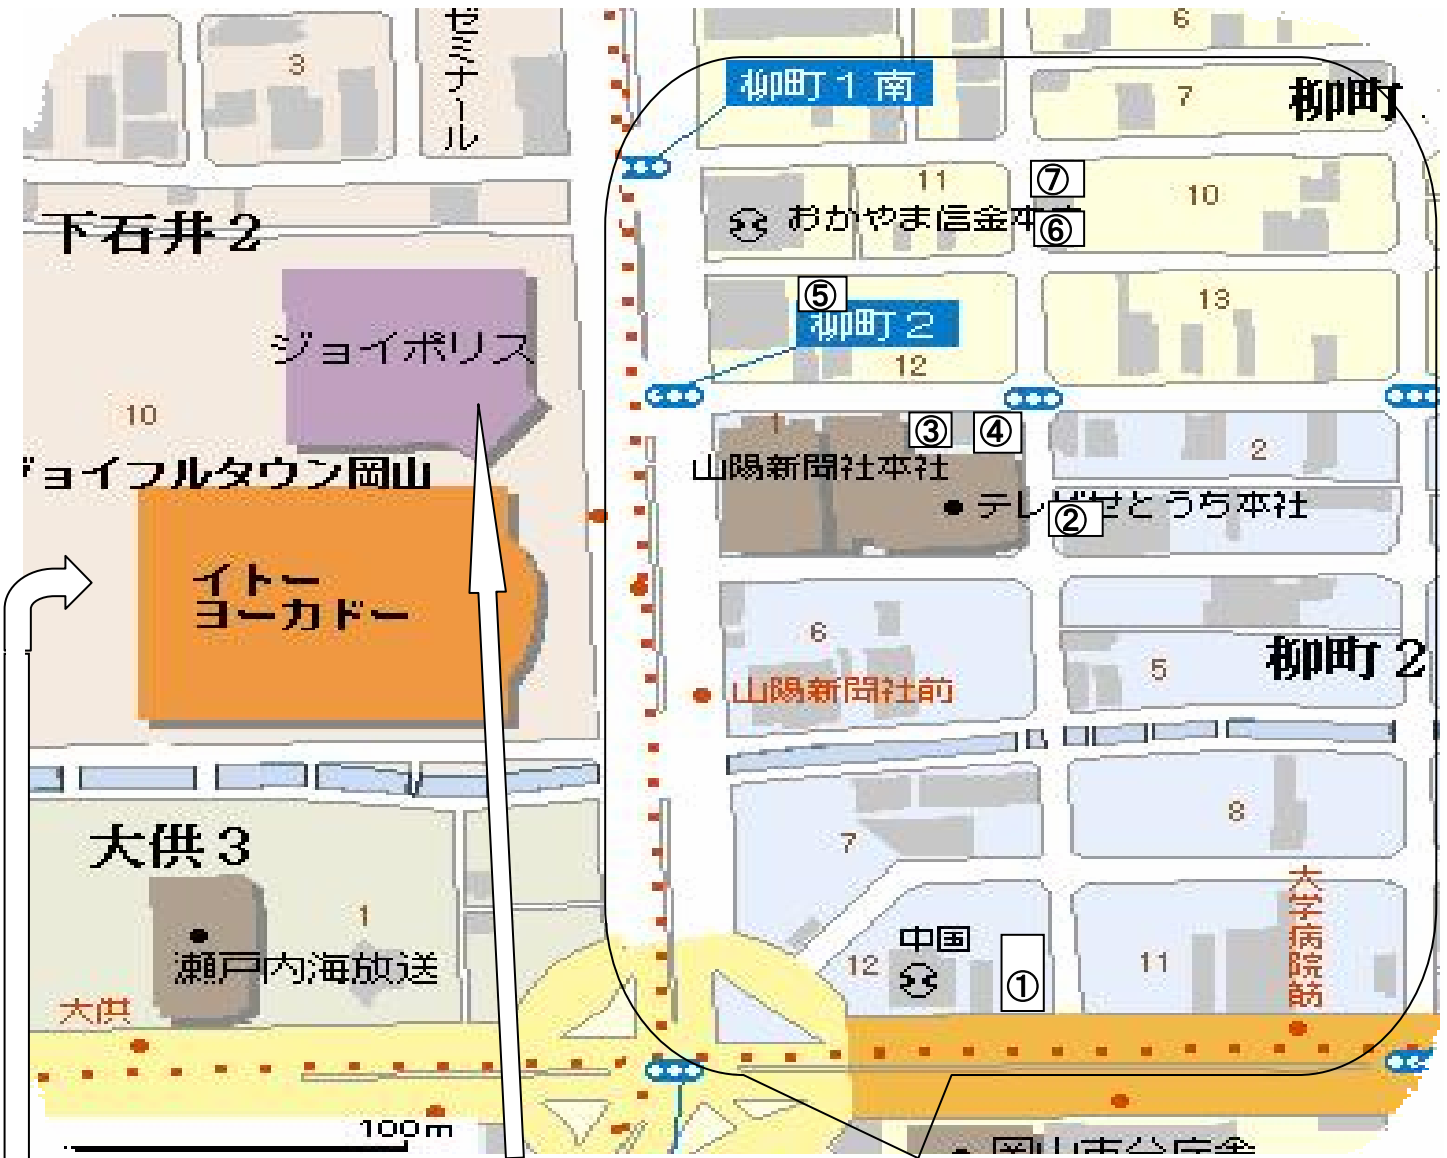 ゼミナール
3
6
柳町1南
7
柳町
11
⑦
10
下石井2
おかやま信金本
⑥
⑤
13
柳町2
ジョイポリス
12
10
1
③
④
2
ジョイフルタウン岡山
山陽新聞社本社
テレビせとうち本社
②
イトー
ヨーカドー
6
柳町2
5
山陽新聞社前
大供3
7
8
1
大学病院筋
中国
瀬戸内海放送
12
①
11
大供
100m
岡山市分庁舎